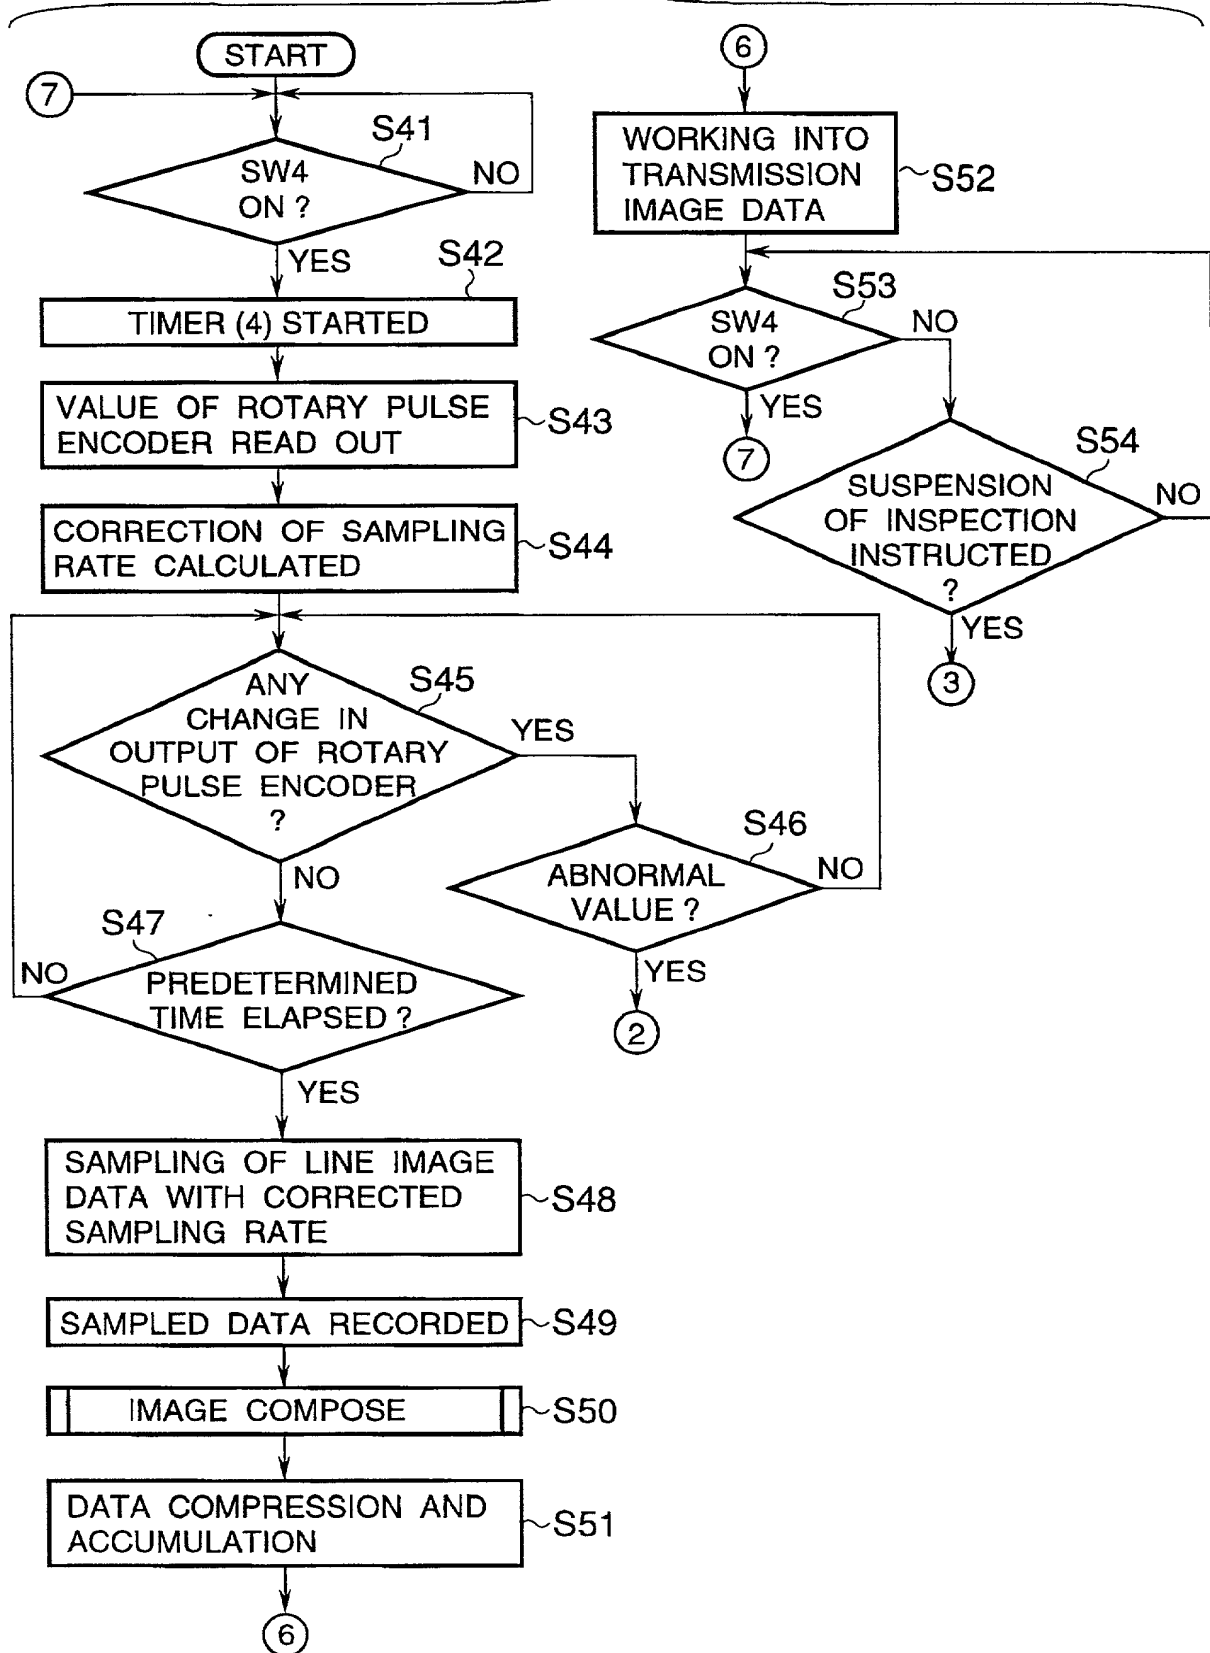 START
7
S41
SW4
ON ?
NO
YES
S42
TIMER (4) STARTED
VALUE OF ROTARY PULSE
ENCODER READ OUT
S43
CORRECTION OF SAMPLING
RATE CALCULATED
S44
S45
ANY
CHANGE IN
OUTPUT OF ROTARY
PULSE ENCODER
?
YES
NO
S46
ABNORMAL
VALUE ?
NO
YES
2
S47
NO
PREDETERMINED
TIME ELAPSED ?
YES
SAMPLING OF LINE IMAGE
DATA WITH CORRECTED
SAMPLING RATE
S48
SAMPLED DATA RECORDED
S49
IMAGE COMPOSE
S50
DATA COMPRESSION AND
ACCUMULATION
S51
6
6
WORKING INTO
TRANSMISSION
IMAGE DATA
S52
S53
SW4
ON ?
NO
YES
7
S54
SUSPENSION
OF INSPECTION
INSTRUCTED
?
NO
YES
3